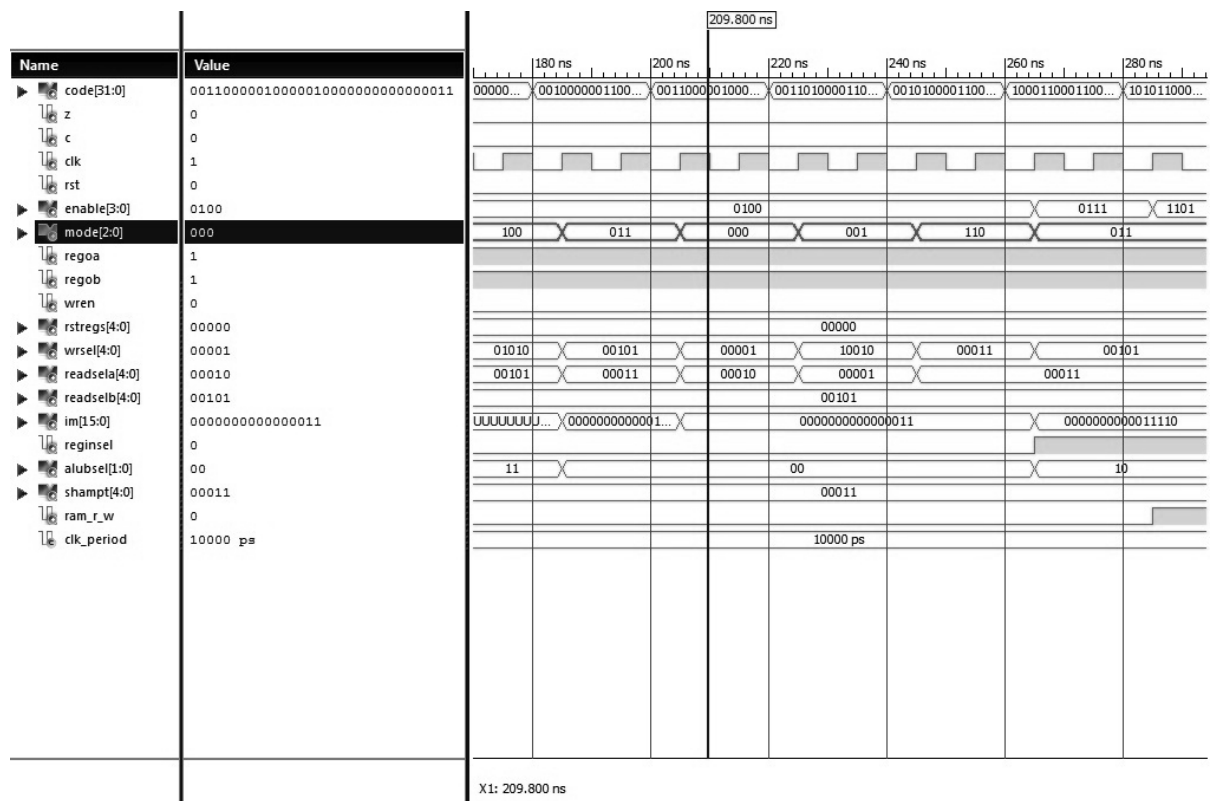 209.800 ns
Name Value 180 ns 200 ns 220 ns 240 ns 260 ns 280 ns
code[31:0] 00110000010000010000000000000011 00000... 0010000001100... 0011000001000... 0011010000110... 0010100001100... 1000110001100... 101011000...
z 0
c 0
clk 1
rst 0
enable[3:0] 0100 0100 0111 1101
mode[2:0] 000 100 011 000 001 110 011
regoa 1
regob 1
wren 0
rstregs[4:0] 00000 00000
wrsel[4:0] 00001 01010 00101 00001 10010 00011 00101
readsela[4:0] 00010 00101 00011 00010 00001 00011
readselb[4:0] 00101 00101
im[15:0] 0000000000000011 UUUUUUUU... 0000000000001... 0000000000000011 0000000000011110
reginsel 0
alubsel[1:0] 00 11 00 10
shampt[4:0] 00011 00011
ram_r_w 0
clk_period 10000 ps 10000 ps
X1: 209.800 ns